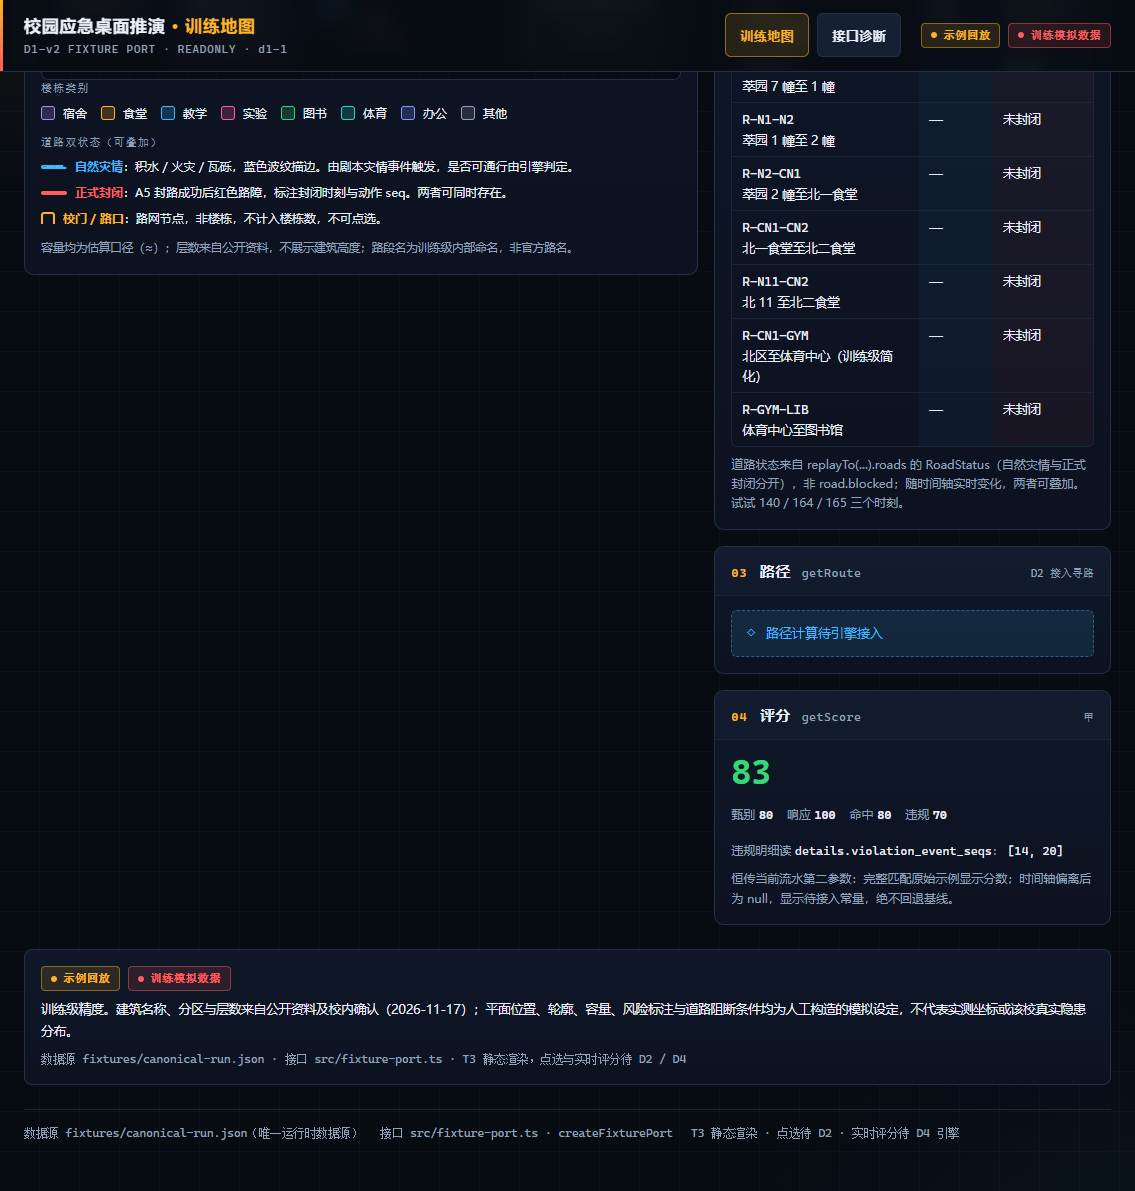 校园应急桌面推演 · 训练地图
D1-v2 FIXTURE PORT · READONLY · d1-1
训练地图
接口诊断
示例回放
训练模拟数据
楼栋类别
宿舍 食堂 教学 实验 图书 体育 办公 其他
道路双状态（可叠加）
自然灾情：积水 / 火灾 / 瓦砾，蓝色波纹描边。由剧本灾情事件触发，是否可通行由引擎判定。
正式封闭：A5 封路成功后红色路障，标注封闭时刻与动作 seq。两者可同时存在。
校门 / 路口：路网节点，非楼栋，不计入楼栋数，不可点选。
容量均为估算口径（≈）；层数来自公开资料，不展示建筑高度；路段名为训练级内部命名，非官方路名。
萃园 7 幢至 1 幢
R-N1-N2 — 未封闭
萃园 1 幢至 2 幢
R-N2-CN1 — 未封闭
萃园 2 幢至北一食堂
R-CN1-CN2 — 未封闭
北一食堂至北二食堂
R-N11-CN2 — 未封闭
北 11 至北二食堂
R-CN1-GYM — 未封闭
北区至体育中心（训练级简
化）
R-GYM-LIB — 未封闭
体育中心至图书馆
道路状态来自 replayTo(...).roads 的 RoadStatus（自然灾情与正式
封闭分开），非 road.blocked；随时间轴实时变化，两者可叠加。
试试 140 / 164 / 165 三个时刻。
03 路径 getRoute D2 接入寻路
◇ 路径计算待引擎接入
04 评分 getScore 甲
83
甄别 80 响应 100 命中 80 违规 70
违规明细读 details.violation_event_seqs: [14, 20]
恒传当前流水第二参数；完整匹配原始示例显示分数；时间轴偏离后
为 null，显示待接入常量，绝不回退基线。
示例回放
训练模拟数据
训练级精度。建筑名称、分区与层数来自公开资料及校内确认（2026-11-17）；平面位置、轮廓、容量、风险标注与道路阻断条件均为人工构造的模拟设定，不代表实测坐标或该校真实隐患
分布。
数据源 fixtures/canonical-run.json · 接口 src/fixture-port.ts · T3 静态渲染，点选与实时评分待 D2 / D4
数据源 fixtures/canonical-run.json（唯一运行时数据源） 接口 src/fixture-port.ts · createFixturePort T3 静态渲染 · 点选待 D2 · 实时评分待 D4 引擎